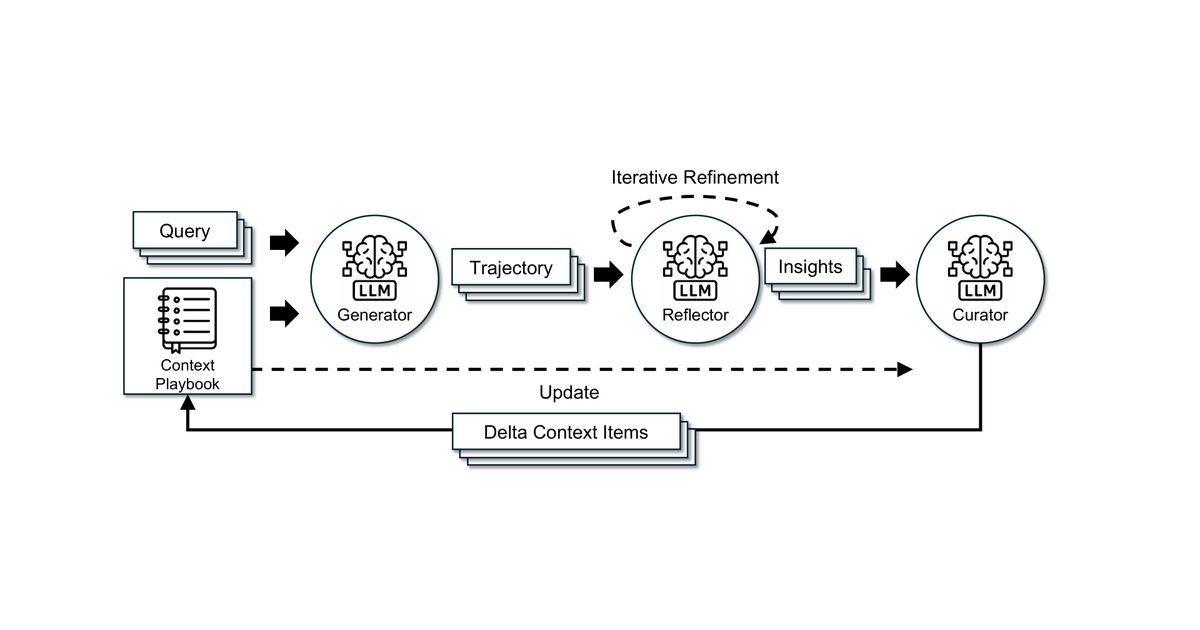 Iterative Refinement
Query
LLM
Generator
Trajectory
LLM
Reflector
Insights
LLM
Curator
Context
Playbook
Update
Delta Context Items